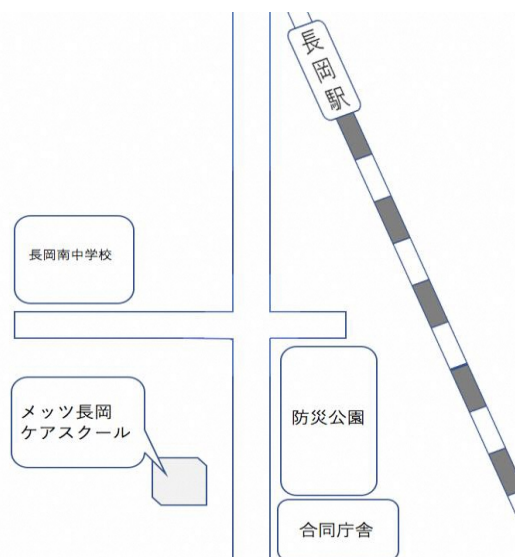 長岡駅
長岡南中学校
メッツ長岡
ケアスクール
防災公園
合同庁舎